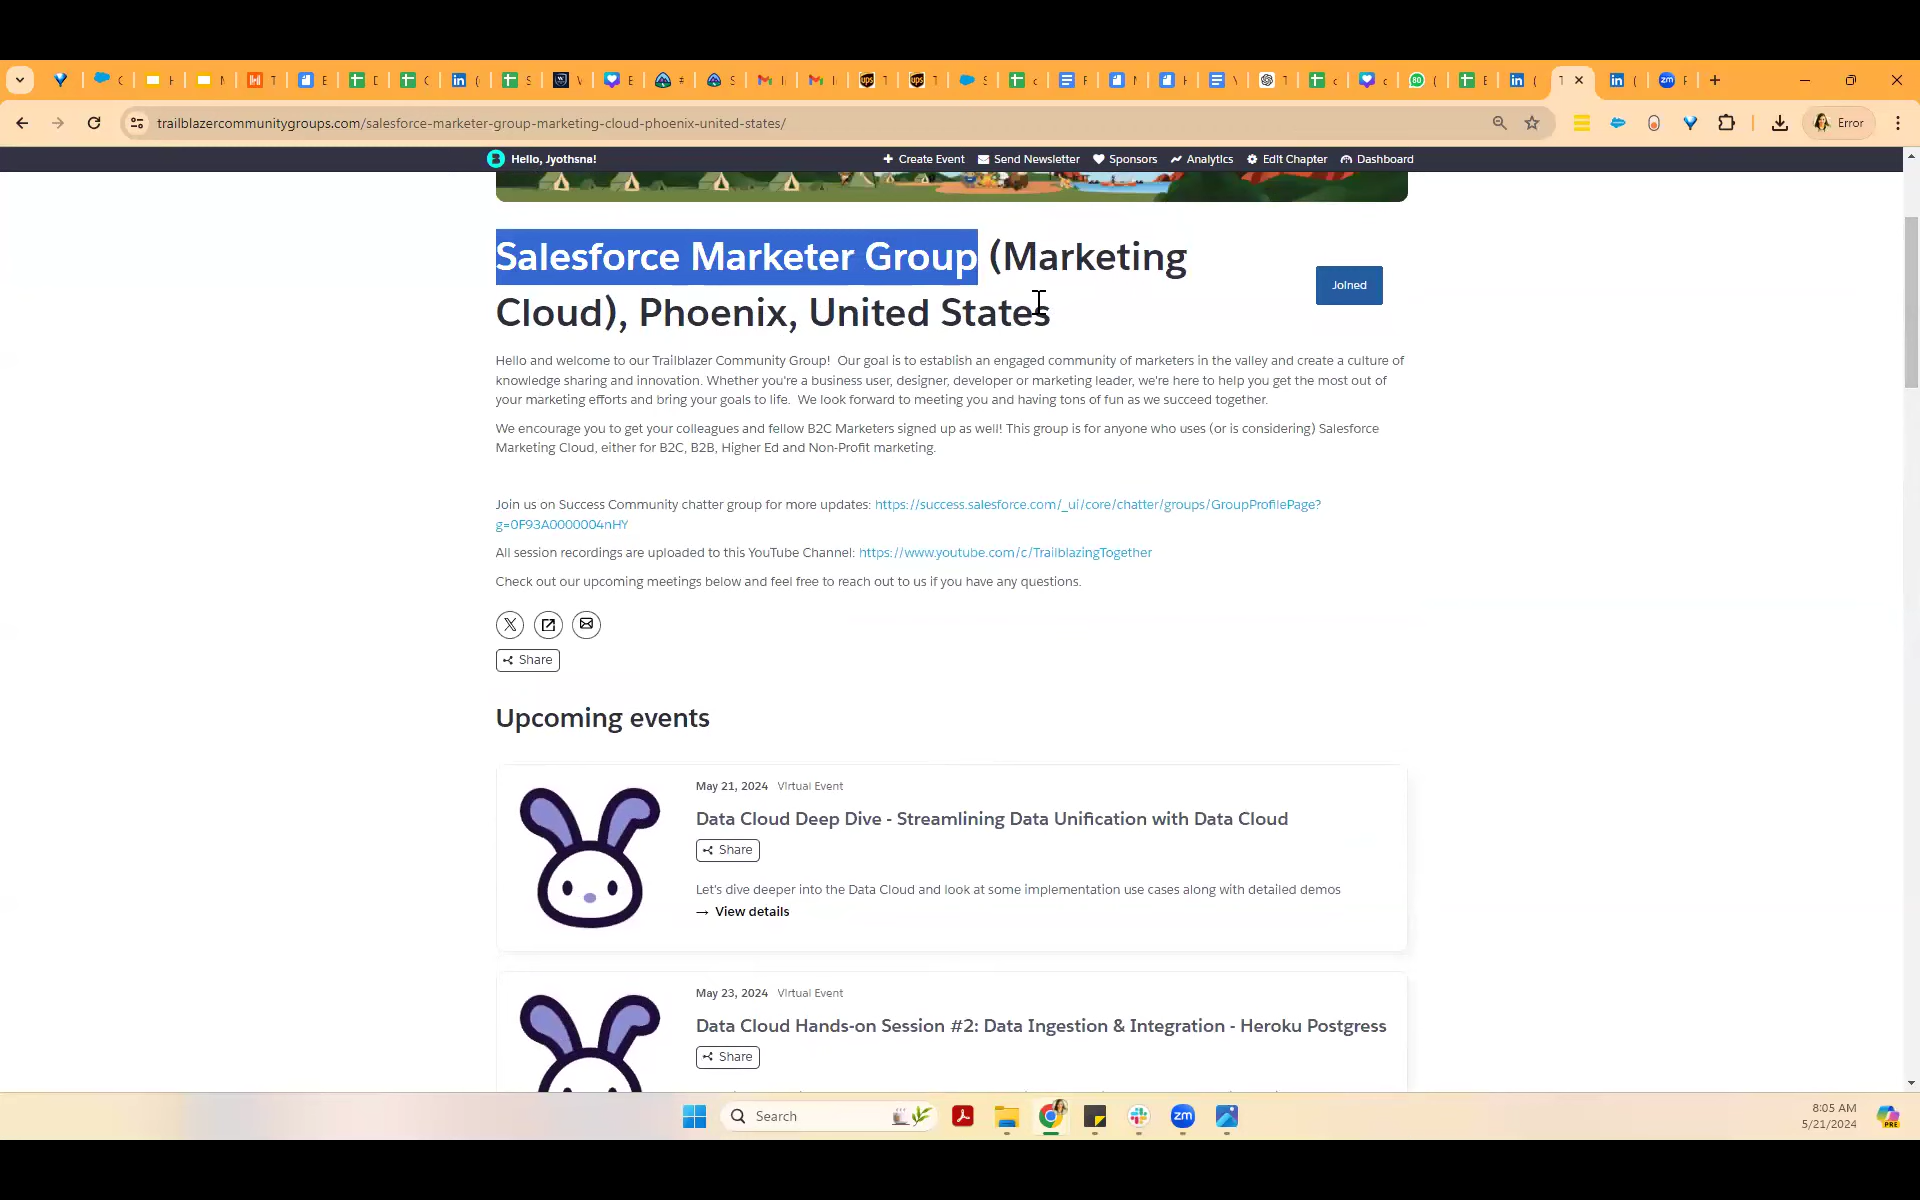 trailblazercommunitygroups.com/salesforce-marketer-group-marketing-cloud-phoenix-united-states/
Error
Hello, Jyothsna!
Create Event
Send Newsletter
Sponsors
Analytics
Edit Chapter
Dashboard
Salesforce Marketer Group (Marketing
Cloud), Phoenix, United States
Joined
Hello and welcome to our Trailblazer Community Group!  Our goal is to establish an engaged community of marketers in the valley and create a culture of
knowledge sharing and innovation. Whether you're a business user, designer, developer or marketing leader, we're here to help you get the most out of
your marketing efforts and bring your goals to life.  We look forward to meeting you and having tons of fun as we succeed together.
We encourage you to get your colleagues and fellow B2C Marketers signed up as well! This group is for anyone who uses (or is considering) Salesforce
Marketing Cloud, either for B2C, B2B, Higher Ed and Non-Profit marketing.
Join us on Success Community chatter group for more updates: https://success.salesforce.com/_ui/core/chatter/groups/GroupProfilePage?
g=0F93A0000004nHY
All session recordings are uploaded to this YouTube Channel: https://www.youtube.com/c/TrailblazingTogether
Check out our upcoming meetings below and feel free to reach out to us if you have any questions.
Share
Upcoming events
May 21, 2024 Virtual Event
Data Cloud Deep Dive - Streamlining Data Unification with Data Cloud
Share
Let's dive deeper into the Data Cloud and look at some implementation use cases along with detailed demos
→ View details
May 23, 2024 Virtual Event
Data Cloud Hands-on Session #2: Data Ingestion & Integration - Heroku Postgress
Share
Search
8:05 AM
5/21/2024